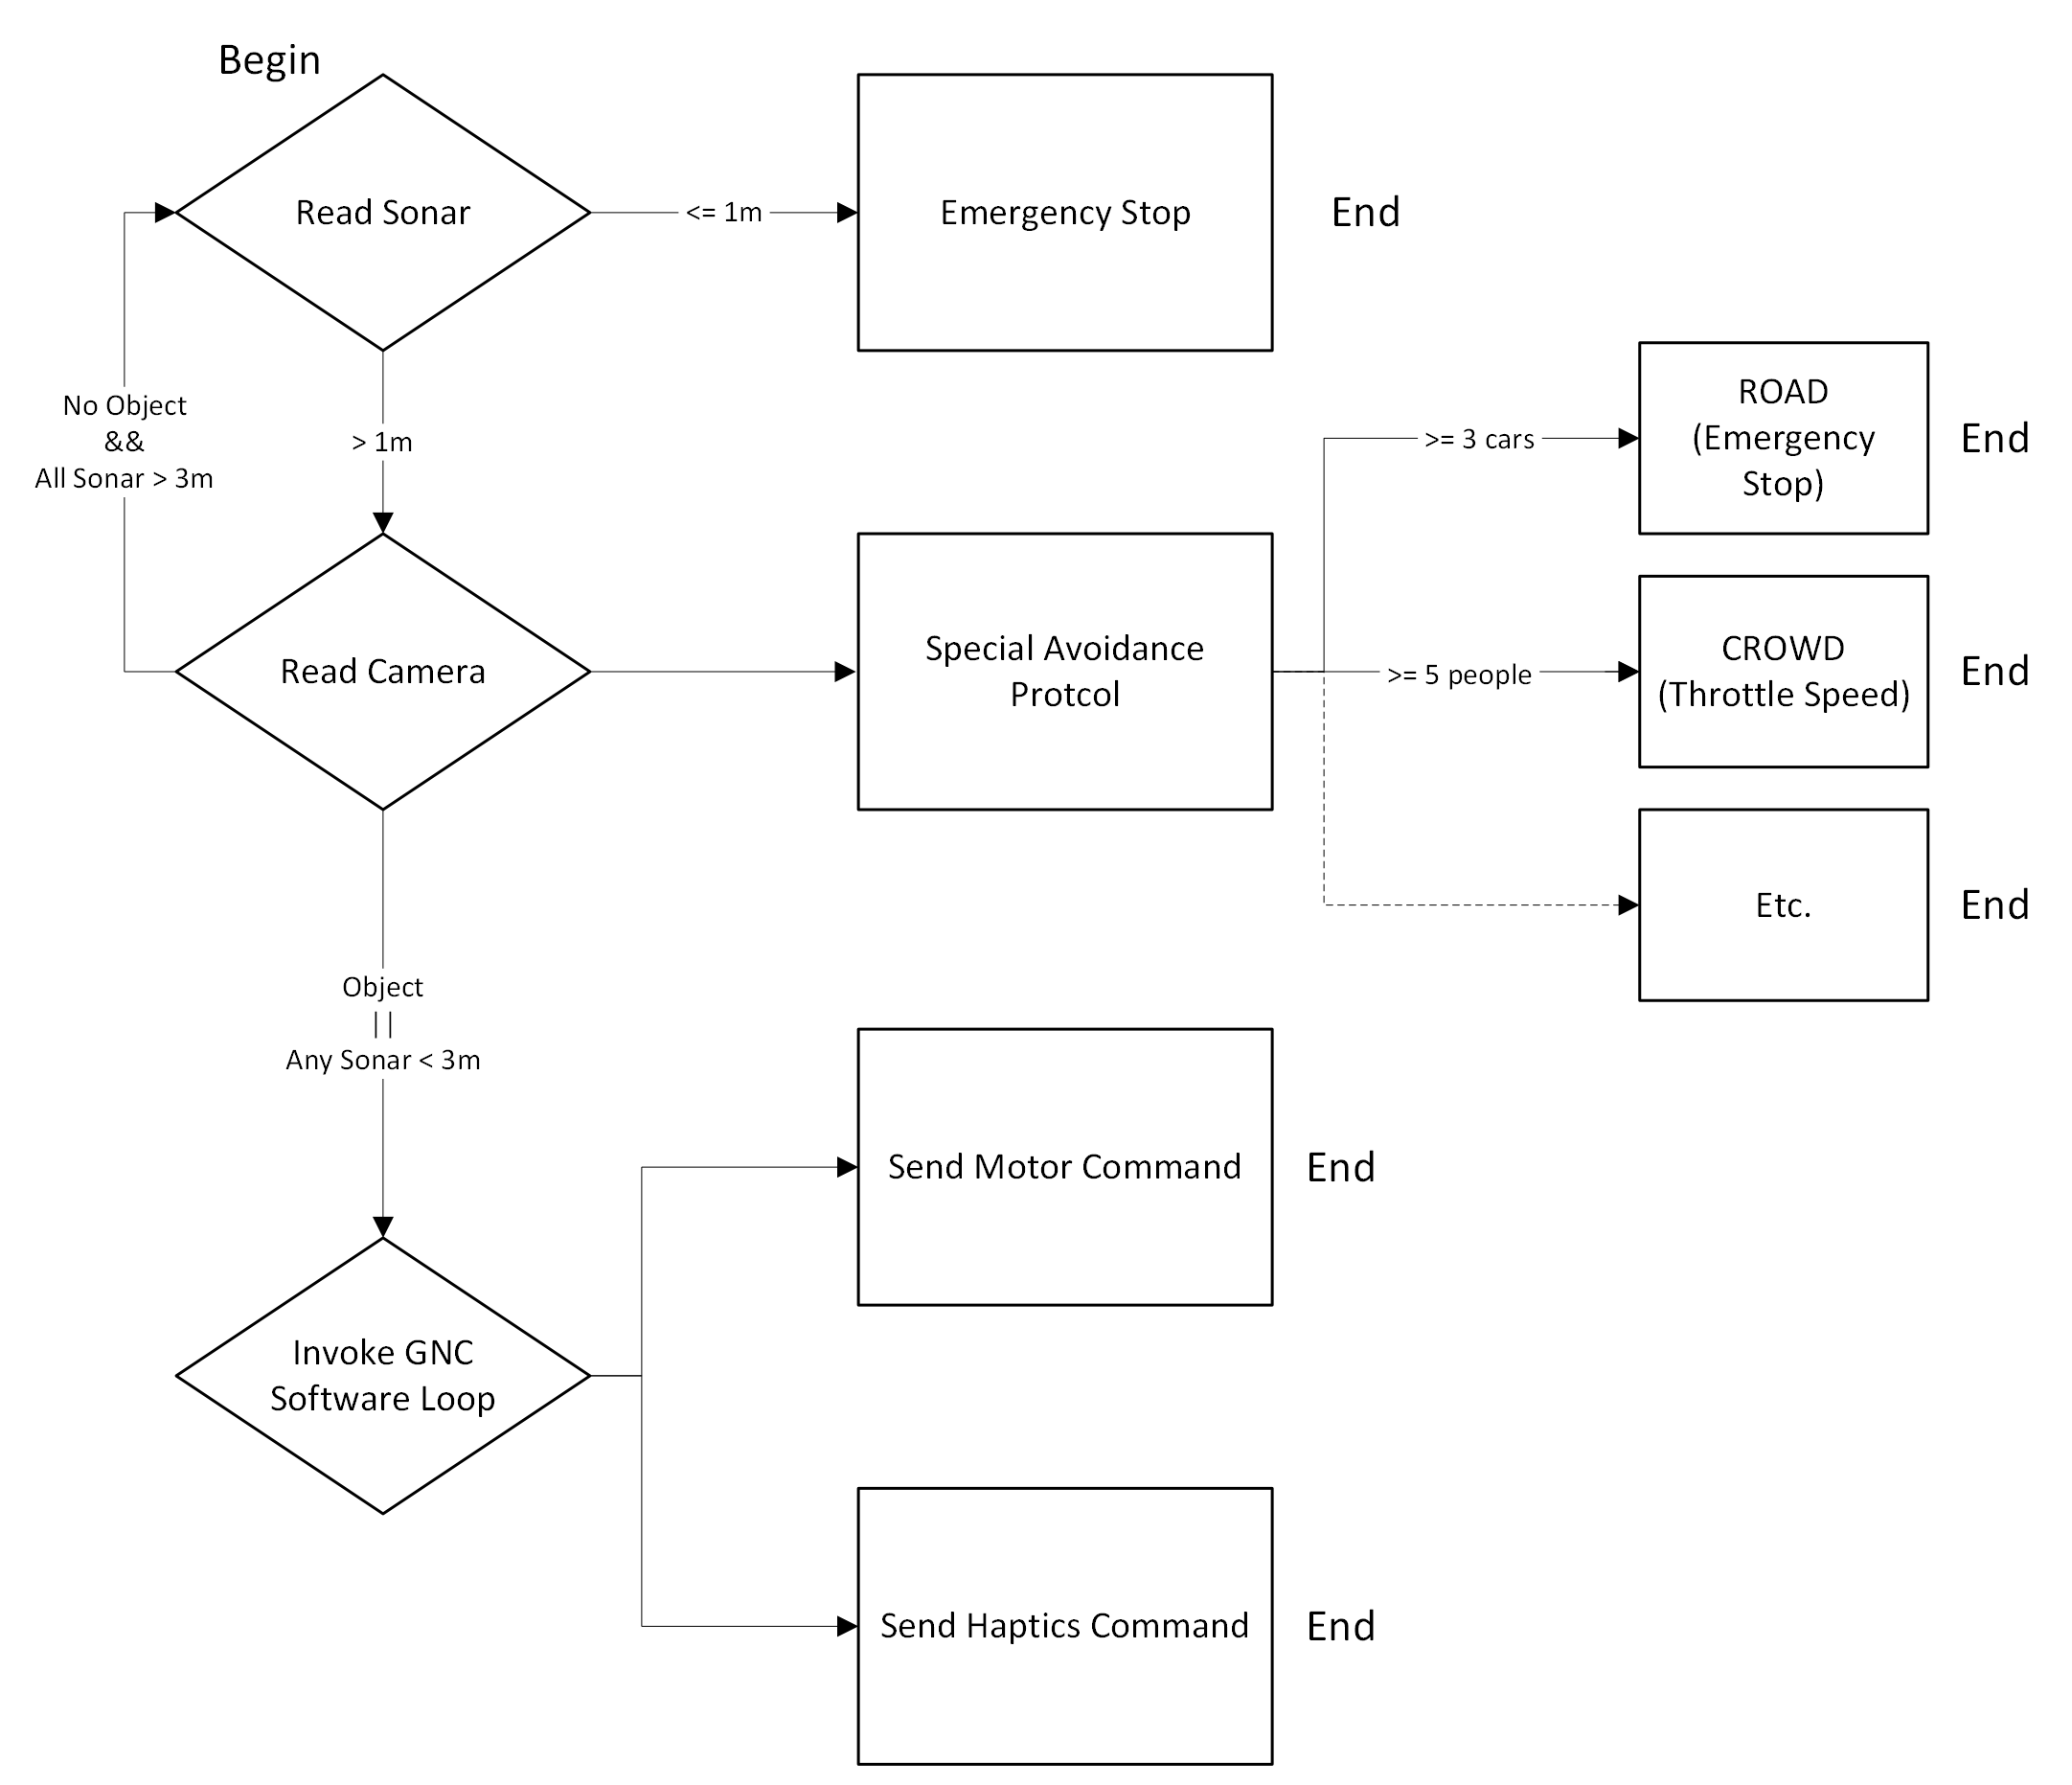 Begin
Read Sonar
<= 1m
Emergency Stop
End
No Object
&&
All Sonar > 3m
> 1m
ROAD
(Emergency
Stop)
>= 3 cars
End
Read Camera
Special Avoidance
Protcol
>= 5 people
CROWD
(Throttle Speed)
End
Etc.
End
Object
||
Any Sonar < 3m
Invoke GNC
Software Loop
Send Motor Command
End
Send Haptics Command
End